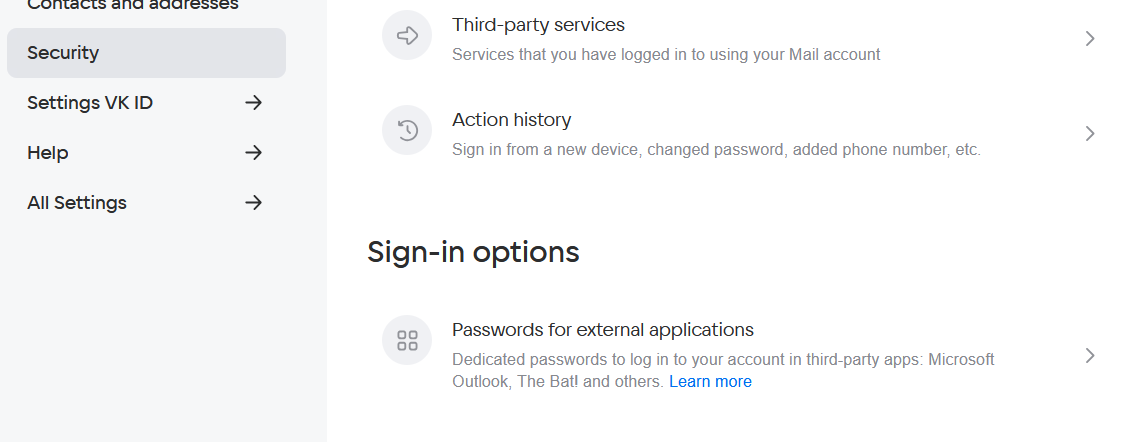 Contacts and addresses
Security
Settings VK ID
Help
All Settings
Third-party services
Services that you have logged in to using your Mail account
Action history
Sign in from a new device, changed password, added phone number, etc.
Sign-in options
Passwords for external applications
Dedicated passwords to log in to your account in third-party apps: Microsoft
Outlook, The Bat! and others. Learn more